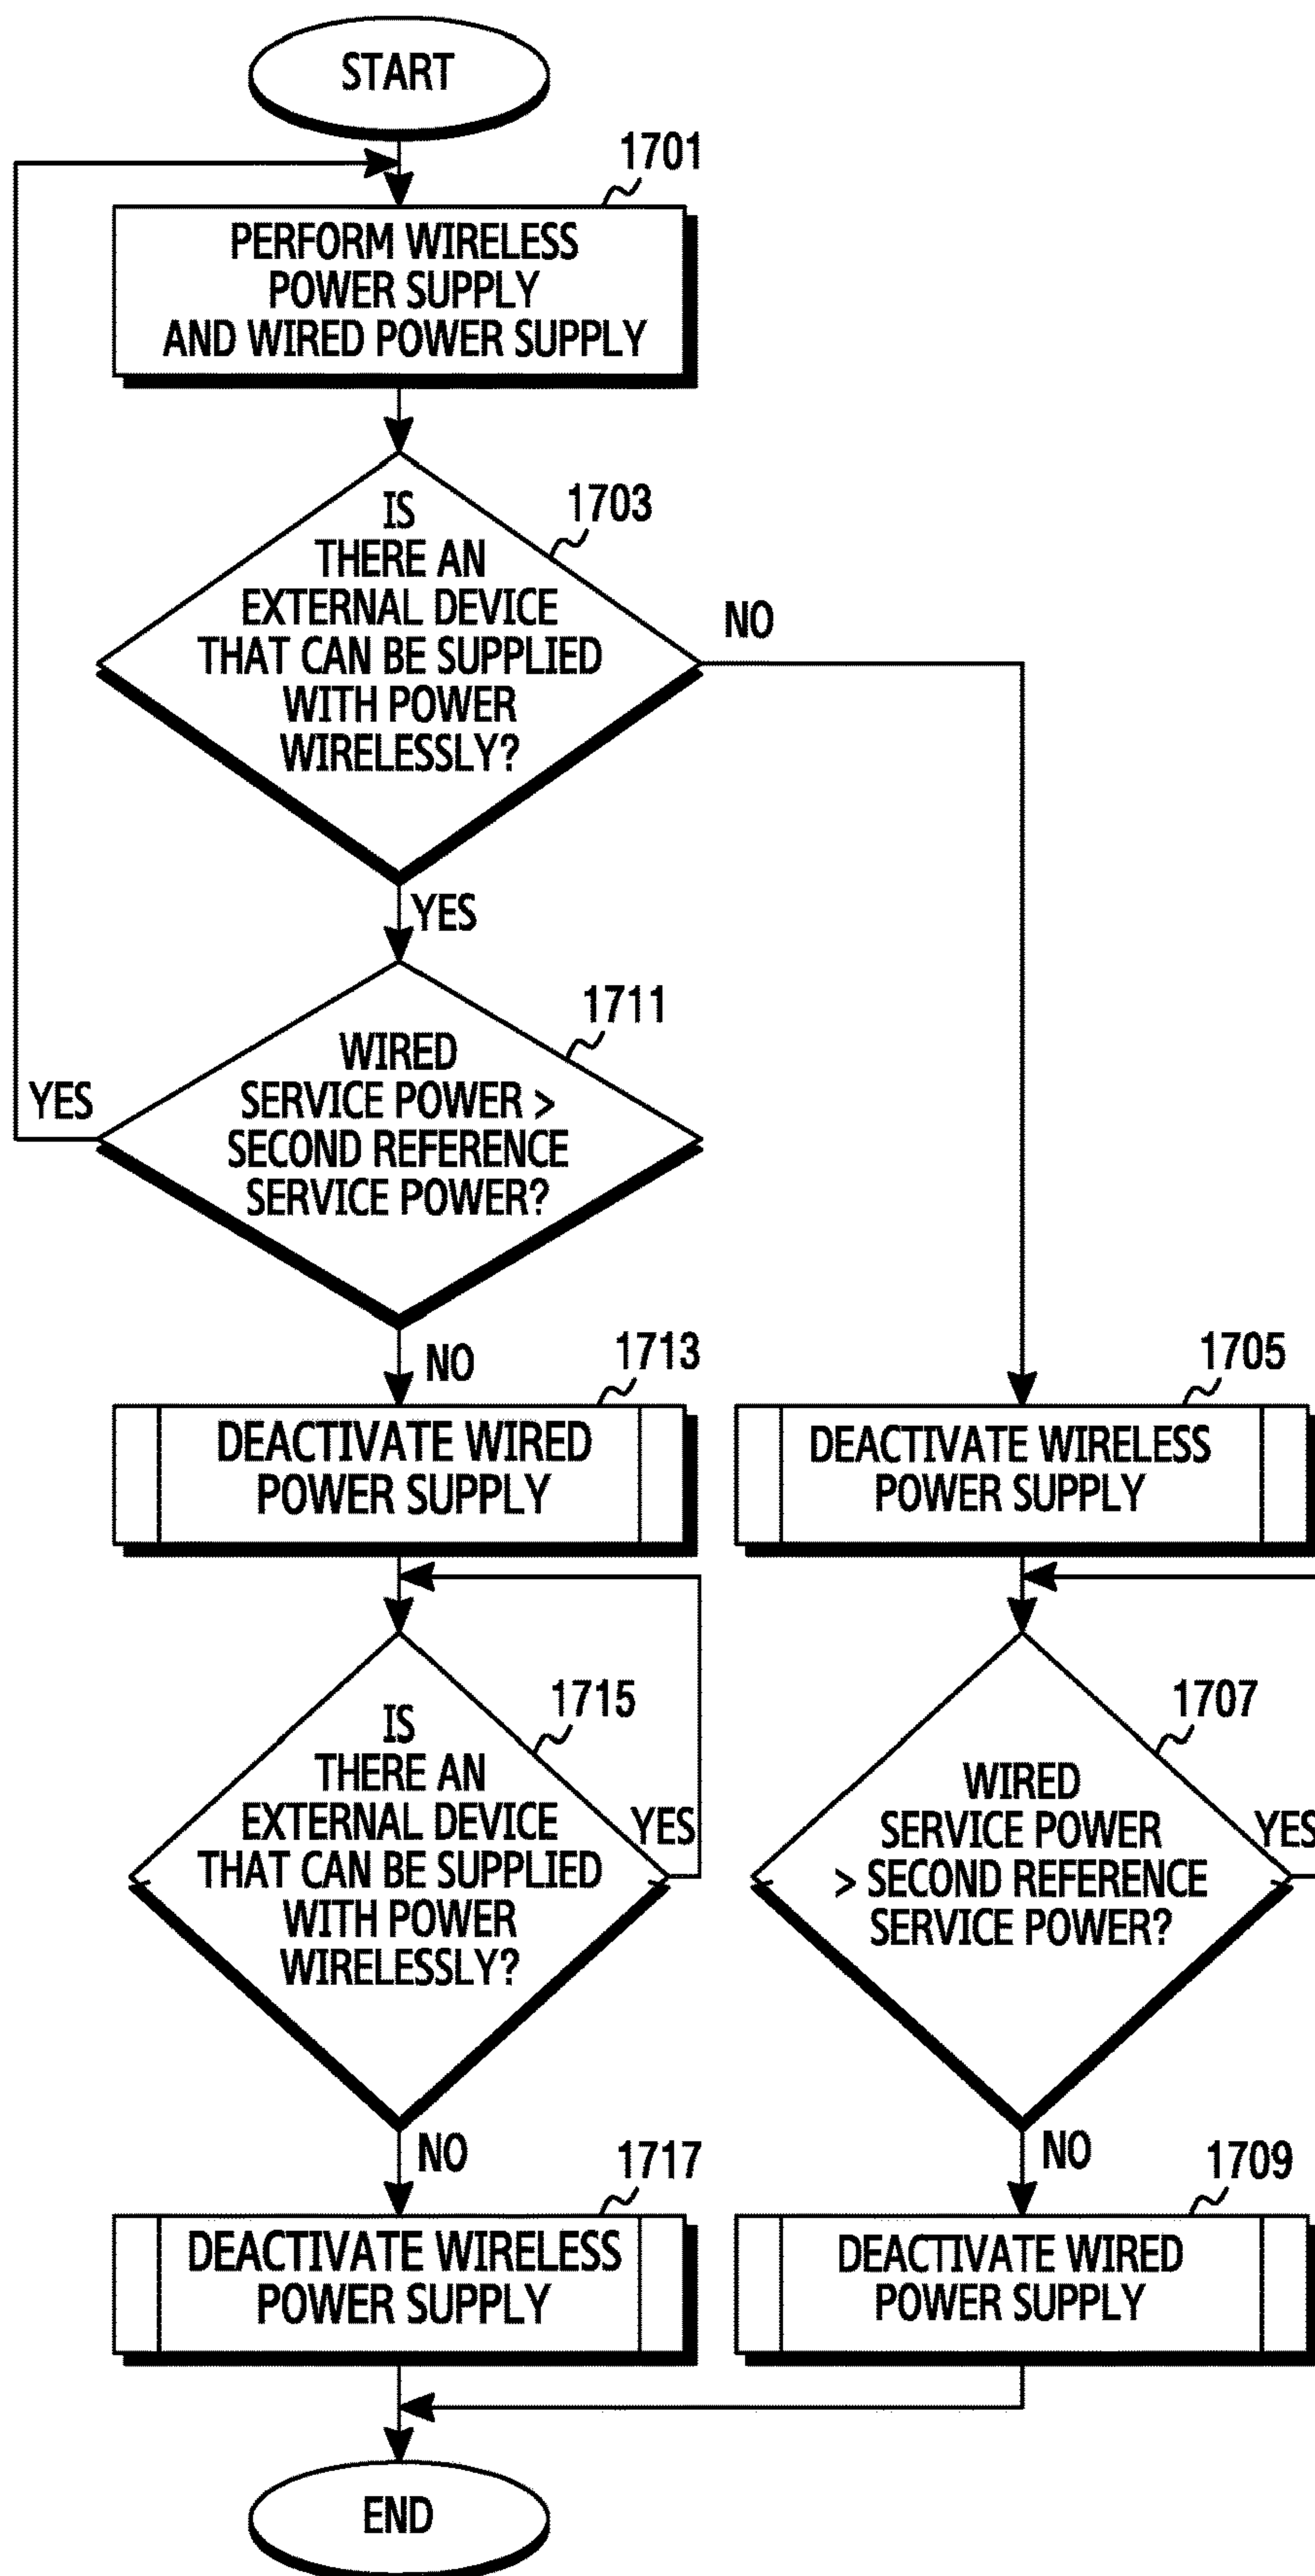 START
1701
PERFORM WIRELESS
POWER SUPPLY
AND WIRED POWER SUPPLY
1703
IS
THERE AN
EXTERNAL DEVICE
THAT CAN BE SUPPLIED
WITH POWER
WIRELESSLY?
NO
YES
1711
WIRED
SERVICE POWER >
SECOND REFERENCE
SERVICE POWER?
YES
NO
1713
DEACTIVATE WIRED
POWER SUPPLY
1705
DEACTIVATE WIRELESS
POWER SUPPLY
1715
IS
THERE AN
EXTERNAL DEVICE
THAT CAN BE SUPPLIED
WITH POWER
WIRELESSLY?
YES
NO
1707
WIRED
SERVICE POWER
> SECOND REFERENCE
SERVICE POWER?
YES
NO
1717
DEACTIVATE WIRELESS
POWER SUPPLY
1709
DEACTIVATE WIRED
POWER SUPPLY
END